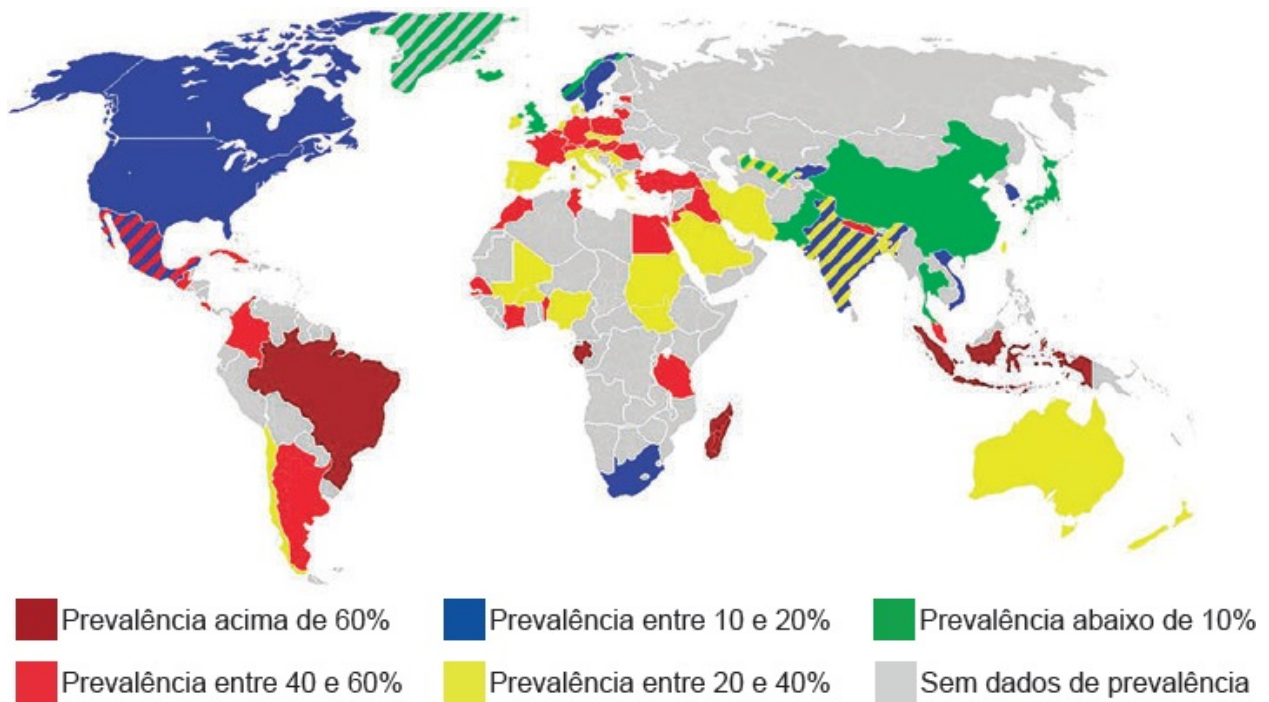 Prevalência acima de 60%
Prevalência entre 10 e 20%
Prevalência abaixo de 10%
Prevalência entre 40 e 60%
Prevalência entre 20 e 40%
Sem dados de prevalência